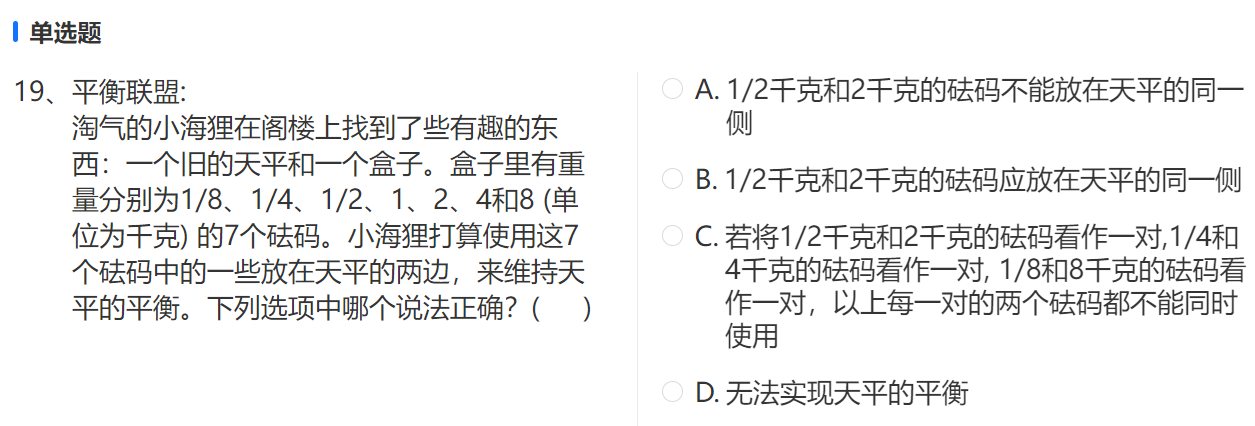 单选题
19、平衡联盟:
淘气的小海狸在阁楼上找到了些有趣的东
西：一个旧的天平和一个盒子。盒子里有重
量分别为1/8、1/4、1/2、1、2、4和8 (单
位为千克) 的7个砝码。小海狸打算使用这7
个砝码中的一些放在天平的两边，来维持天
平的平衡。下列选项中哪个说法正确？(　　)
A. 1/2千克和2千克的砝码不能放在天平的同一
侧
B. 1/2千克和2千克的砝码应放在天平的同一侧
C. 若将1/2千克和2千克的砝码看作一对,1/4和
4千克的砝码看作一对, 1/8和8千克的砝码看
作一对，以上每一对的两个砝码都不能同时
使用
D. 无法实现天平的平衡